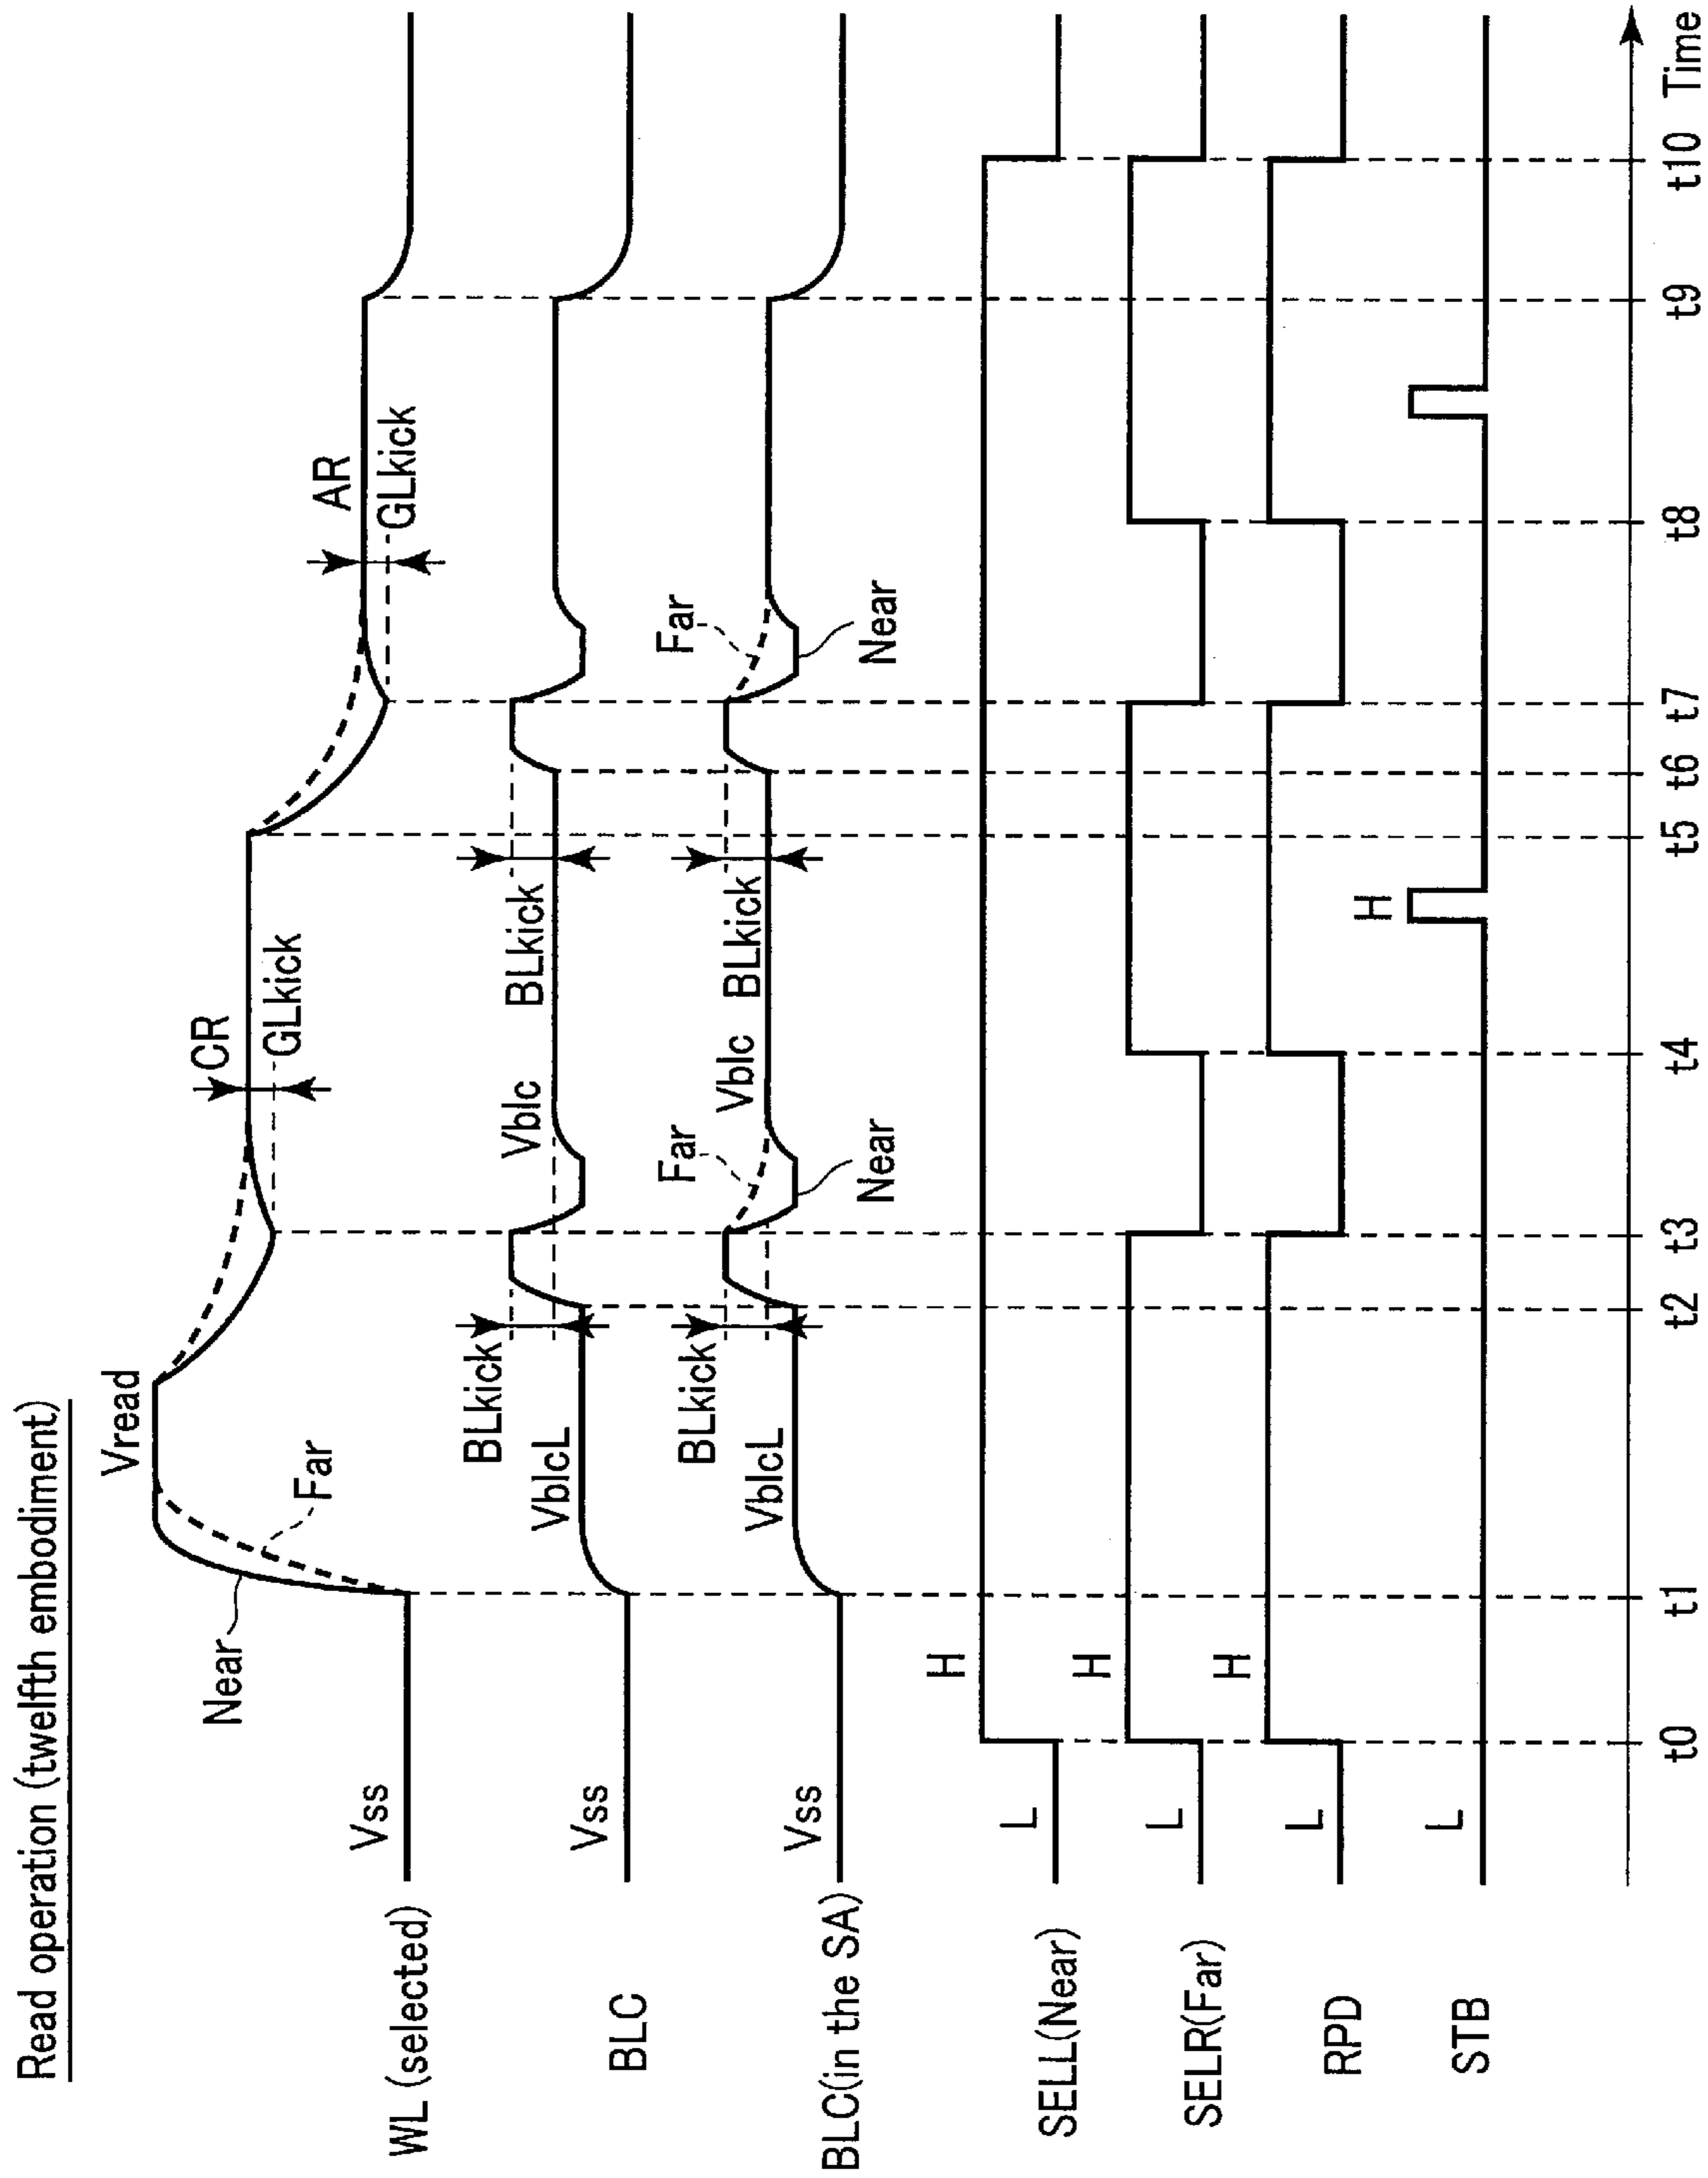 Read operation (twelfth embodiment)
WL (selected)
Vss
Near
Far
Vread
CR
GLkick
AR
GLkick
BLC
Vss
VblcL
BLkick
Vblc
BLkick
BLC(in the SA)
Vss
VblcL
BLkick
Far
Near
Vblc
BLkick
Far
Near
SELL(Near)
L
H
SELR(Far)
L
H
RPD
L
H
STB
L
H
t0 t1 t2 t3 t4 t5 t6 t7 t8 t9 t10 Time